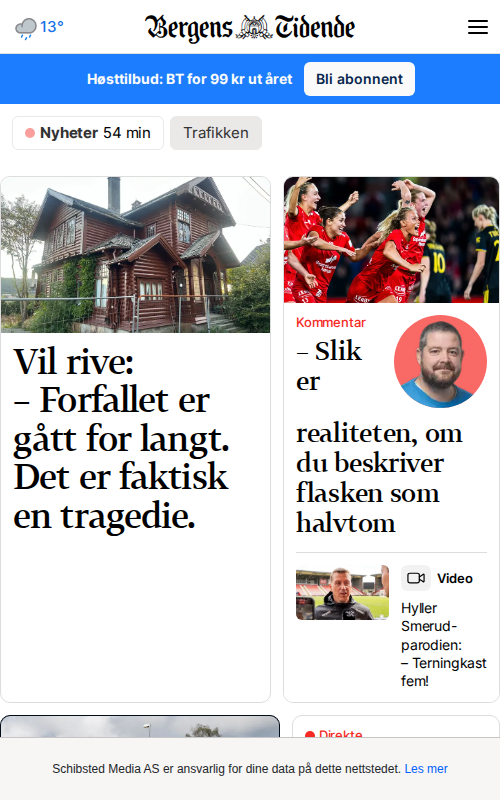 13°
Bergens Tidende
Høsttilbud: BT for 99 kr ut året
Bli abonnent
Nyheter 54 min
Trafikken
Vil rive:
– Forfallet er
gått for langt.
Det er faktisk
en tragedie.
Kommentar
– Slik
er
realiteten, om
du beskriver
flasken som
halvtom
Video
Hyller
Smerud-
parodien:
– Terningkast
fem!
Direkte
Schibsted Media AS er ansvarlig for dine data på dette nettstedet. Les mer